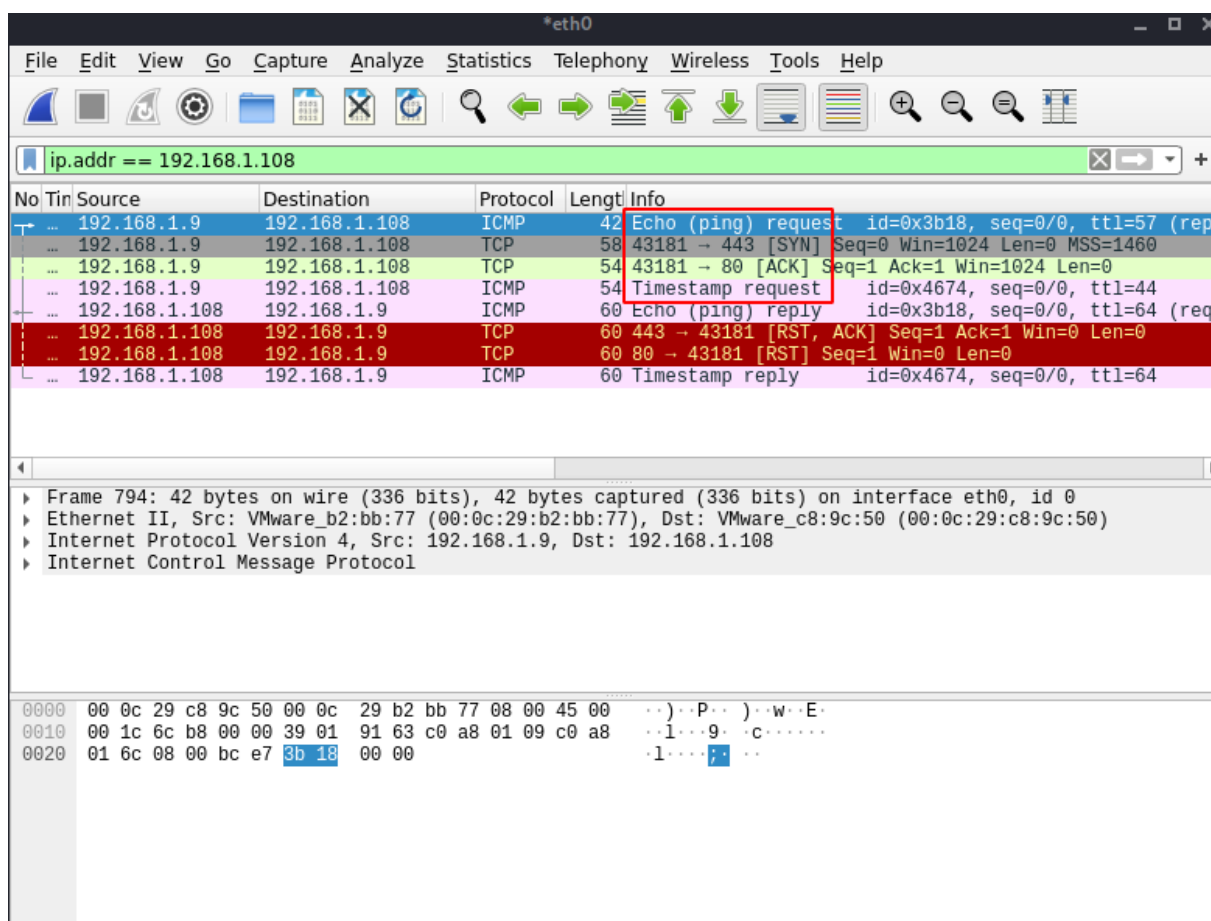 *eth0
File Edit View Go Capture Analyze Statistics Telephony Wireless Tools Help
ip.addr == 192.168.1.108
No Tin Source Destination Protocol Lengt Info
… 192.168.1.9 192.168.1.108 ICMP 42 Echo (ping) request id=0x3b18, seq=0/0, ttl=57 (rep
… 192.168.1.9 192.168.1.108 TCP 58 43181 → 443 [SYN] Seq=0 Win=1024 Len=0 MSS=1460
… 192.168.1.9 192.168.1.108 TCP 54 43181 → 80 [ACK] Seq=1 Ack=1 Win=1024 Len=0
… 192.168.1.9 192.168.1.108 ICMP 54 Timestamp request id=0x4674, seq=0/0, ttl=44
… 192.168.1.108 192.168.1.9 ICMP 60 Echo (ping) reply id=0x3b18, seq=0/0, ttl=64 (req
… 192.168.1.108 192.168.1.9 TCP 60 443 → 43181 [RST, ACK] Seq=1 Ack=1 Win=0 Len=0
… 192.168.1.108 192.168.1.9 TCP 60 80 → 43181 [RST] Seq=1 Win=0 Len=0
… 192.168.1.108 192.168.1.9 ICMP 60 Timestamp reply id=0x4674, seq=0/0, ttl=64
Frame 794: 42 bytes on wire (336 bits), 42 bytes captured (336 bits) on interface eth0, id 0
Ethernet II, Src: VMware_b2:bb:77 (00:0c:29:b2:bb:77), Dst: VMware_c8:9c:50 (00:0c:29:c8:9c:50)
Internet Protocol Version 4, Src: 192.168.1.9, Dst: 192.168.1.108
Internet Control Message Protocol
0000 00 0c 29 c8 9c 50 00 0c 29 b2 bb 77 08 00 45 00 ··)··P·· )··w··E·
0010 00 1c 6c b8 00 00 39 01 91 63 c0 a8 01 09 c0 a8 ··l···9· ·c······
0020 01 6c 08 00 bc e7 3b 18 00 00 ·l····;· ··